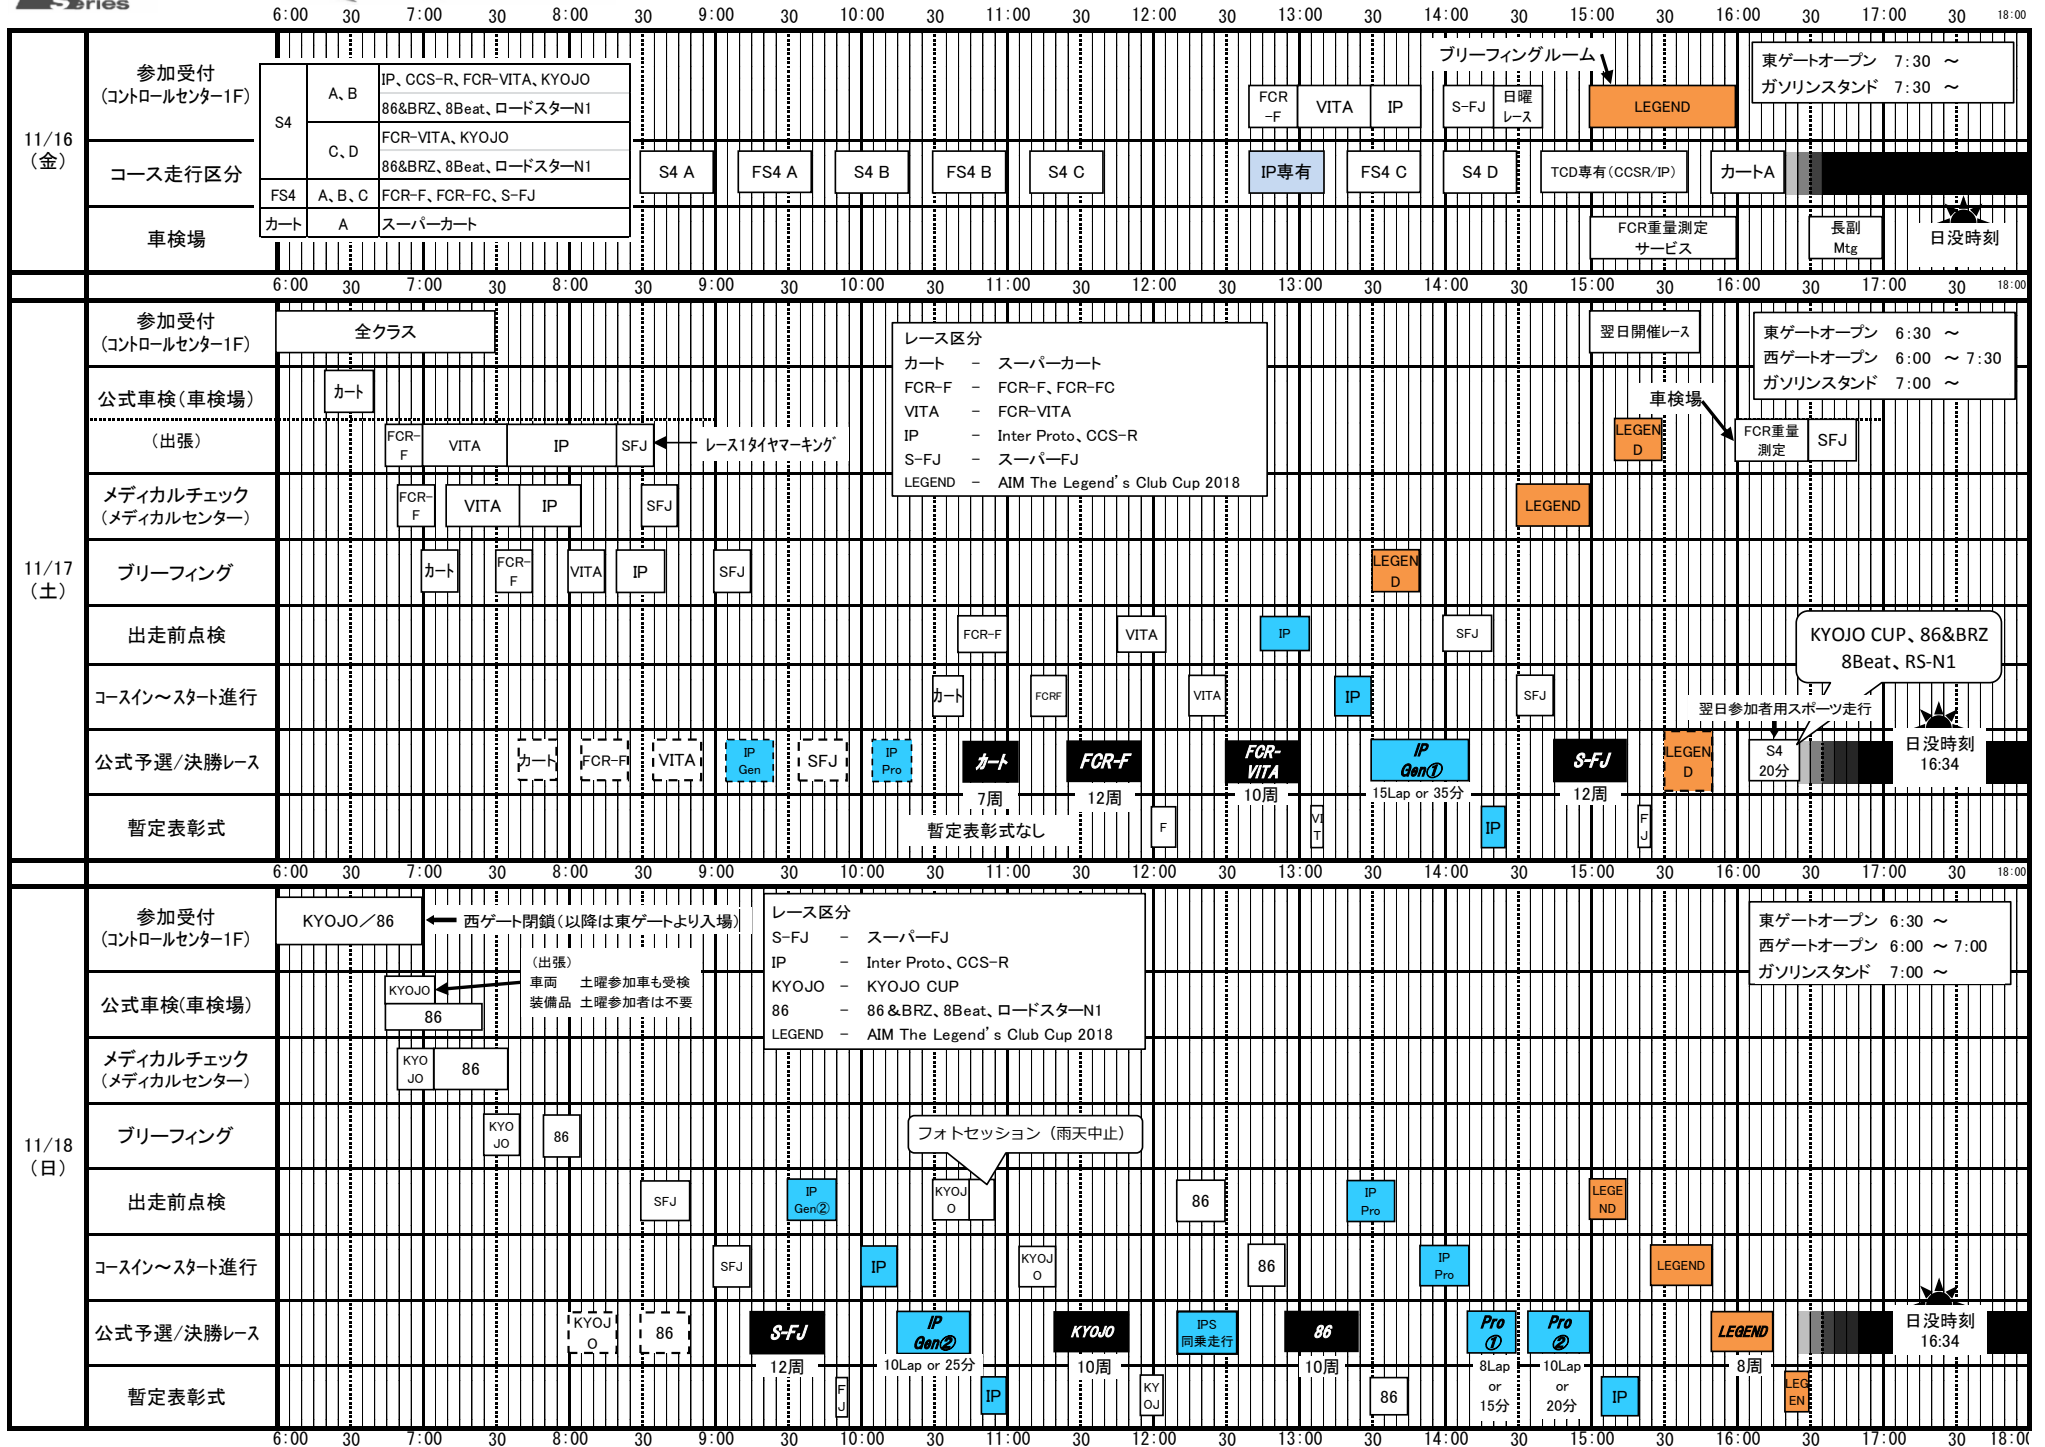 Series
6:00 30 7:00 30 8:00 30 9:00 30 10:00 30 11:00 30 12:00 30 13:00 30 14:00 30 15:00 30 16:00 30 17:00 30 18:00
11/16
(金)
参加受付
(コントロールセンター1F)
S4 A、B IP、CCS-R、FCR-VITA、KYOJO
86&BRZ、8Beat、ロードスターN1
C、D FCR-VITA、KYOJO
86&BRZ、8Beat、ロードスターN1
FS4 A、B、C FCR-F、FCR-FC、S-FJ
カート A スーパーカート
FCR
-F
VITA
IP
S-FJ
日曜
レース
ブリーフィングルーム
LEGEND
東ゲートオープン 7:30 ～
ガソリンスタンド 7:30 ～
コース走行区分
S4 A
FS4 A
S4 B
FS4 B
S4 C
IP専有
FS4 C
S4 D
TCD専有(CCSR/IP)
カートA
車検場
FCR重量測定
サービス
長副
Mtg
日没時刻
6:00 30 7:00 30 8:00 30 9:00 30 10:00 30 11:00 30 12:00 30 13:00 30 14:00 30 15:00 30 16:00 30 17:00 30 18:00
11/17
(土)
参加受付
(コントロールセンター1F)
全クラス
レース区分
カート － スーパーカート
FCR-F － FCR-F、FCR-FC
VITA － FCR-VITA
IP － Inter Proto、CCS-R
S-FJ － スーパーFJ
LEGEND － AIM The Legend's Club Cup 2018
翌日開催レース
東ゲートオープン 6:30 ～
西ゲートオープン 6:00 ～ 7:30
ガソリンスタンド 7:00 ～
公式車検(車検場)
カート
車検場
(出張)
FCR-
F
VITA
IP
SFJ
レース1タイヤマーキング
LEGEN
D
FCR重量
測定
SFJ
メディカルチェック
(メディカルセンター)
FCR-
F
VITA
IP
SFJ
LEGEND
ブリーフィング
カート
FCR-
F
VITA
IP
SFJ
LEGEN
D
出走前点検
FCR-F
VITA
IP
SFJ
KYOJO CUP、86&BRZ
8Beat、RS-N1
コースイン～スタート進行
カート
FCRF
VITA
IP
SFJ
翌日参加者用スポーツ走行
公式予選/決勝レース
カート
FCR-F
VITA
IP
Gen
SFJ
IP
Pro
カート
7周
FCR-F
12周
FCR-
VITA
10周
IP
Gen①
15Lap or 35分
S-FJ
12周
LEGEN
D
S4
20分
日没時刻
16:34
暫定表彰式
暫定表彰式なし
F
VI
T
IP
F
J
6:00 30 7:00 30 8:00 30 9:00 30 10:00 30 11:00 30 12:00 30 13:00 30 14:00 30 15:00 30 16:00 30 17:00 30 18:00
11/18
(日)
参加受付
(コントロールセンター1F)
KYOJO／86
西ゲート閉鎖(以降は東ゲートより入場)
レース区分
S-FJ － スーパーFJ
IP － Inter Proto、CCS-R
KYOJO － KYOJO CUP
86 － 86＆BRZ、8Beat、ロードスターN1
LEGEND － AIM The Legend's Club Cup 2018
東ゲートオープン 6:30 ～
西ゲートオープン 6:00 ～ 7:00
ガソリンスタンド 7:00 ～
公式車検(車検場)
KYOJO
86
(出張)
車両 土曜参加車も受検
装備品 土曜参加者は不要
メディカルチェック
(メディカルセンター)
KYO
JO
86
ブリーフィング
KYO
JO
86
フォトセッション（雨天中止）
出走前点検
SFJ
IP
Gen②
KYOJ
O
86
IP
Pro
LEGE
ND
コースイン～スタート進行
SFJ
IP
KYOJ
O
86
IP
Pro
LEGEND
公式予選/決勝レース
KYOJ
O
86
S-FJ
12周
IP
Gen②
10Lap or 25分
KYOJO
10周
IPS
同乗走行
86
10周
Pro
①
8Lap
or
15分
Pro
②
10Lap
or
20分
LEGEND
8周
日没時刻
16:34
暫定表彰式
F
J
IP
KY
OJ
86
IP
LEG
EN
6:00 30 7:00 30 8:00 30 9:00 30 10:00 30 11:00 30 12:00 30 13:00 30 14:00 30 15:00 30 16:00 30 17:00 30 18:00